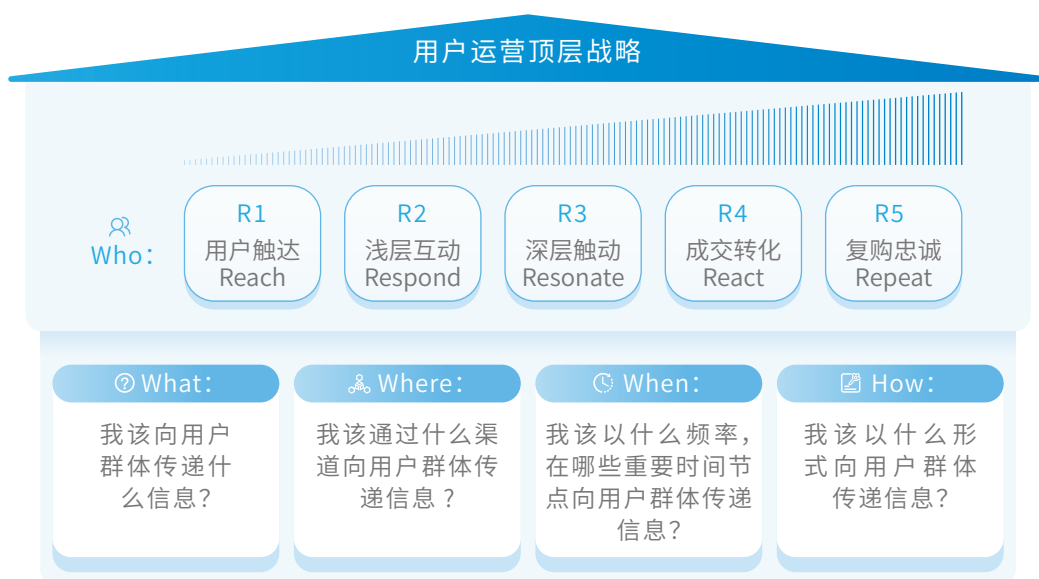 用户运营顶层战略
Who：
R1
用户触达
Reach
R2
浅层互动
Respond
R3
深层触动
Resonate
R4
成交转化
React
R5
复购忠诚
Repeat
What：
我该向用户
群体传递什
么信息？
Where：
我该通过什么渠
道向用户群体传
递信息？
When：
我该以什么频率，
在哪些重要时间节
点向用户群体传递
信息？
How：
我该以什么形
式向用户群体
传递信息？